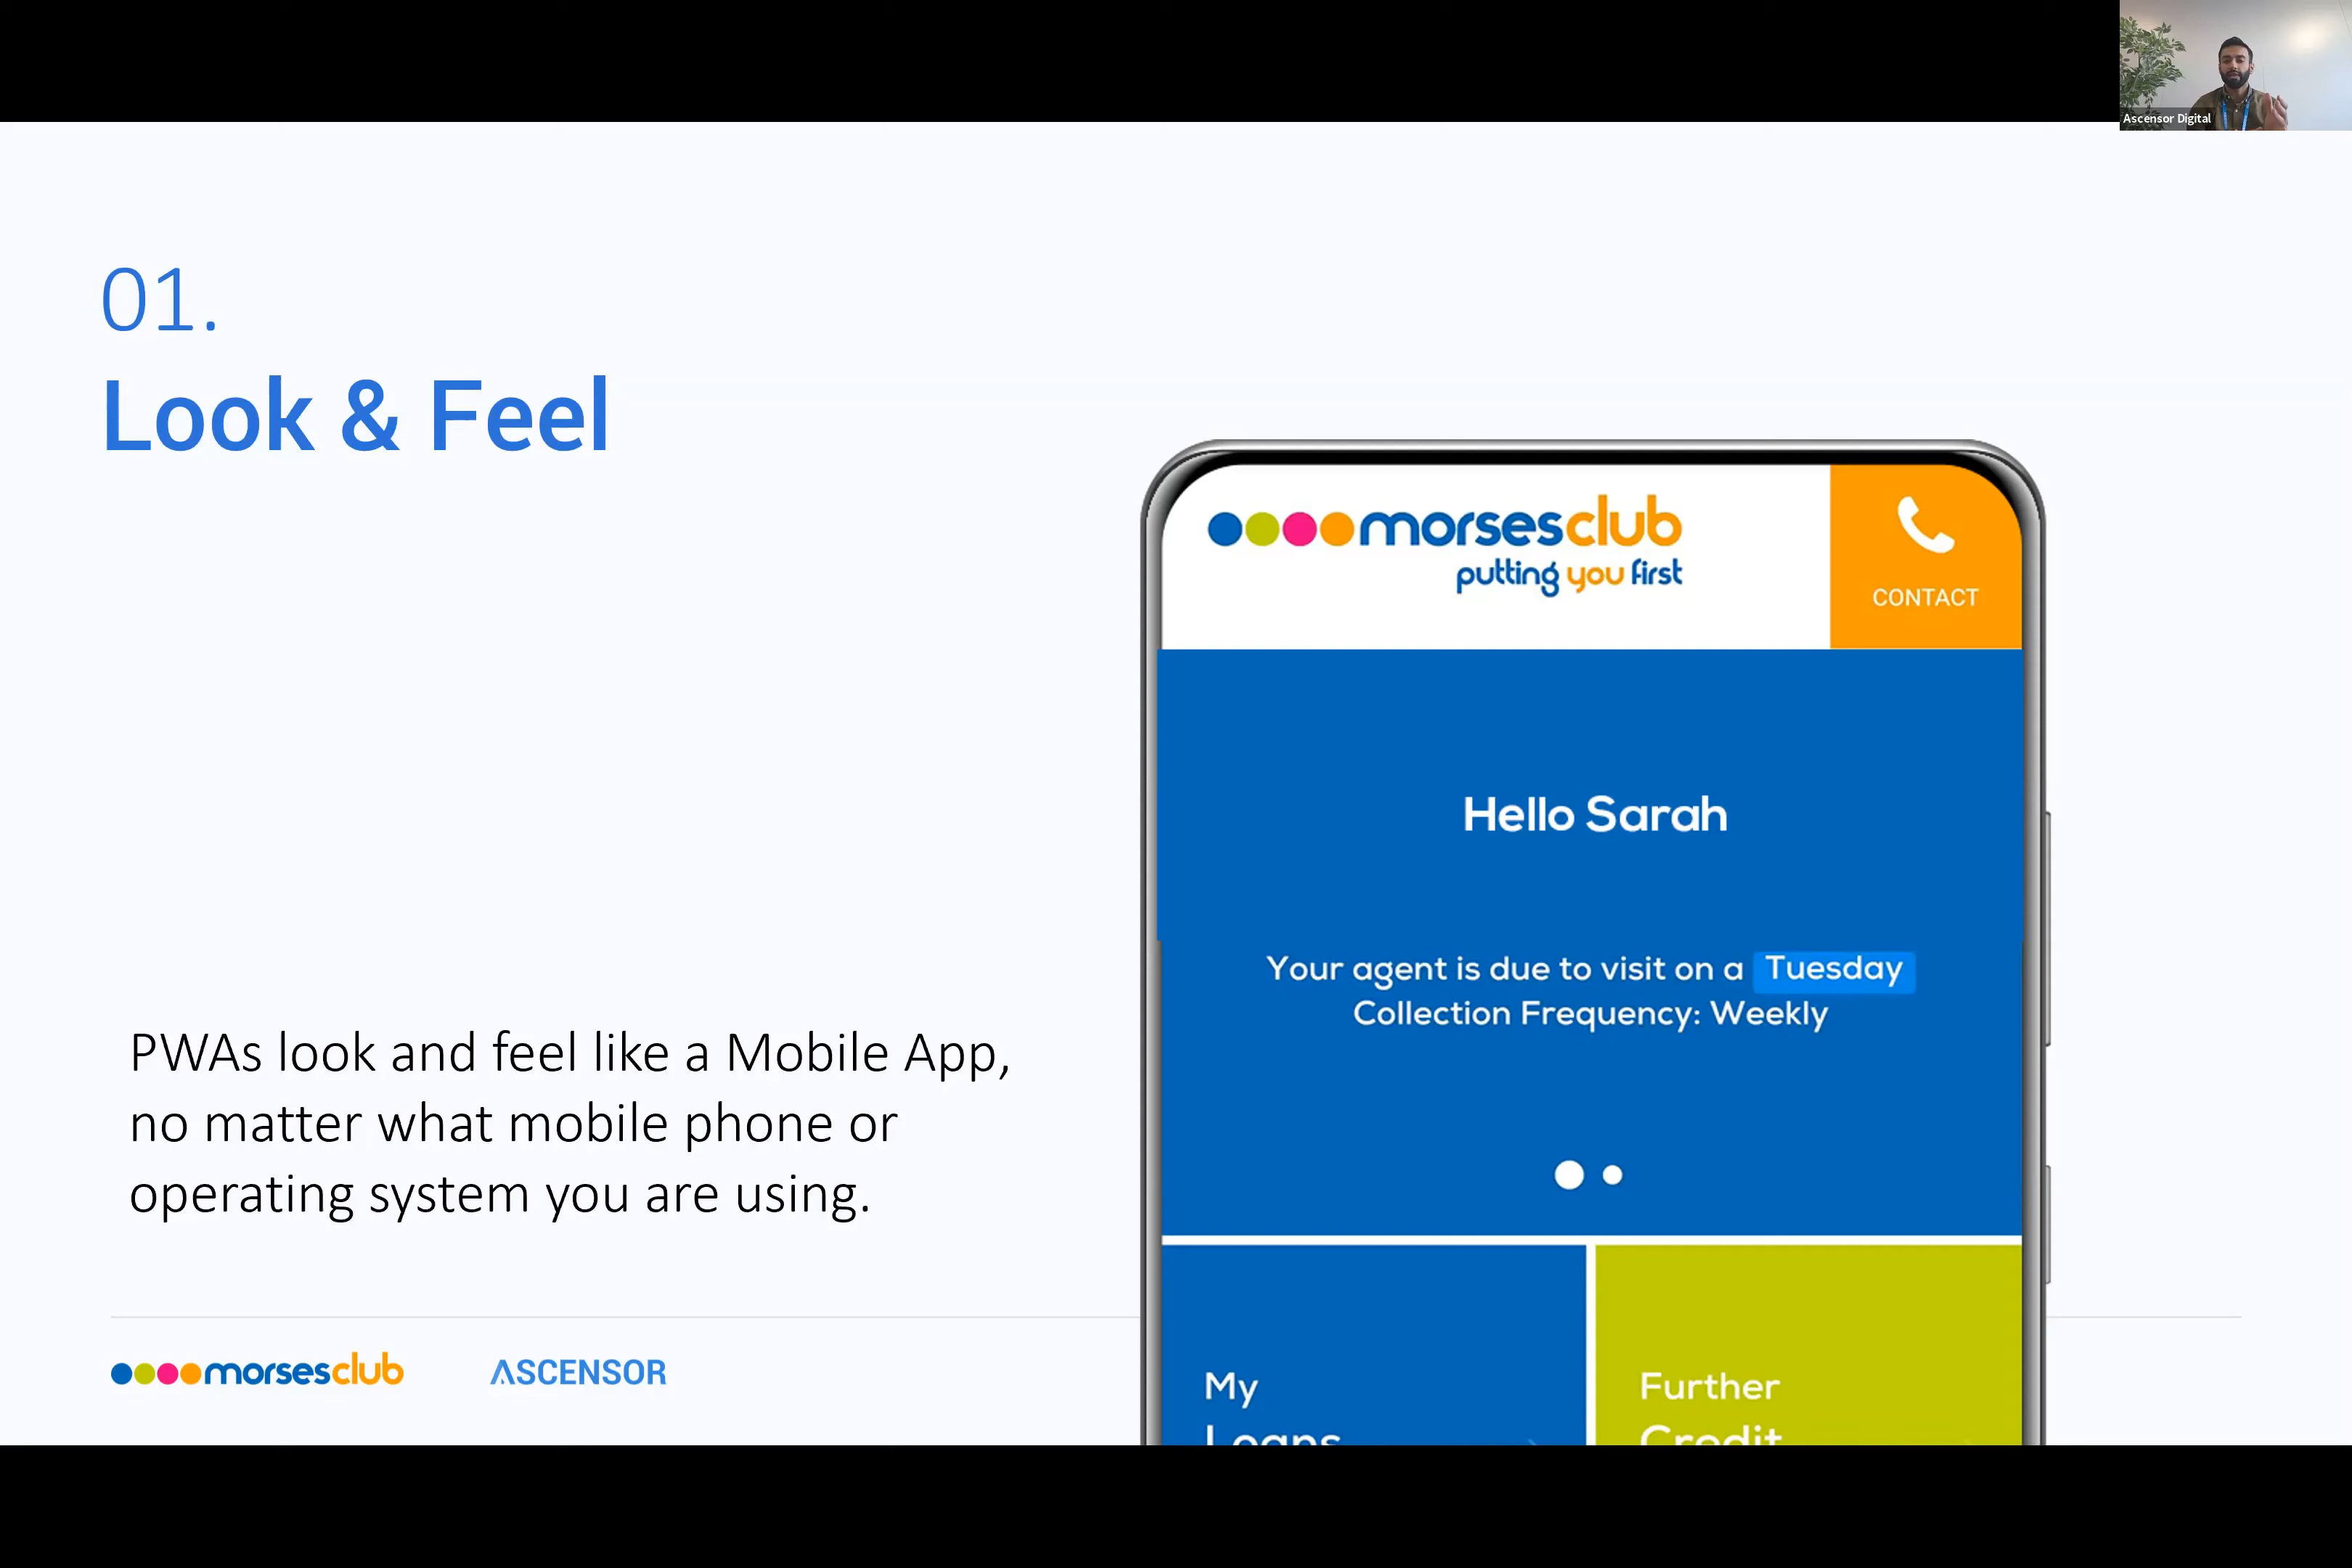 Ascensor Digital
01.
Look & Feel
PWAs look and feel like a Mobile App,
no matter what mobile phone or
operating system you are using.
morsesclub
ASCENSOR
morsesclub
putting you first
CONTACT
Hello Sarah
Your agent is due to visit on a Tuesday
Collection Frequency: Weekly
My
Loans
Further
Credit